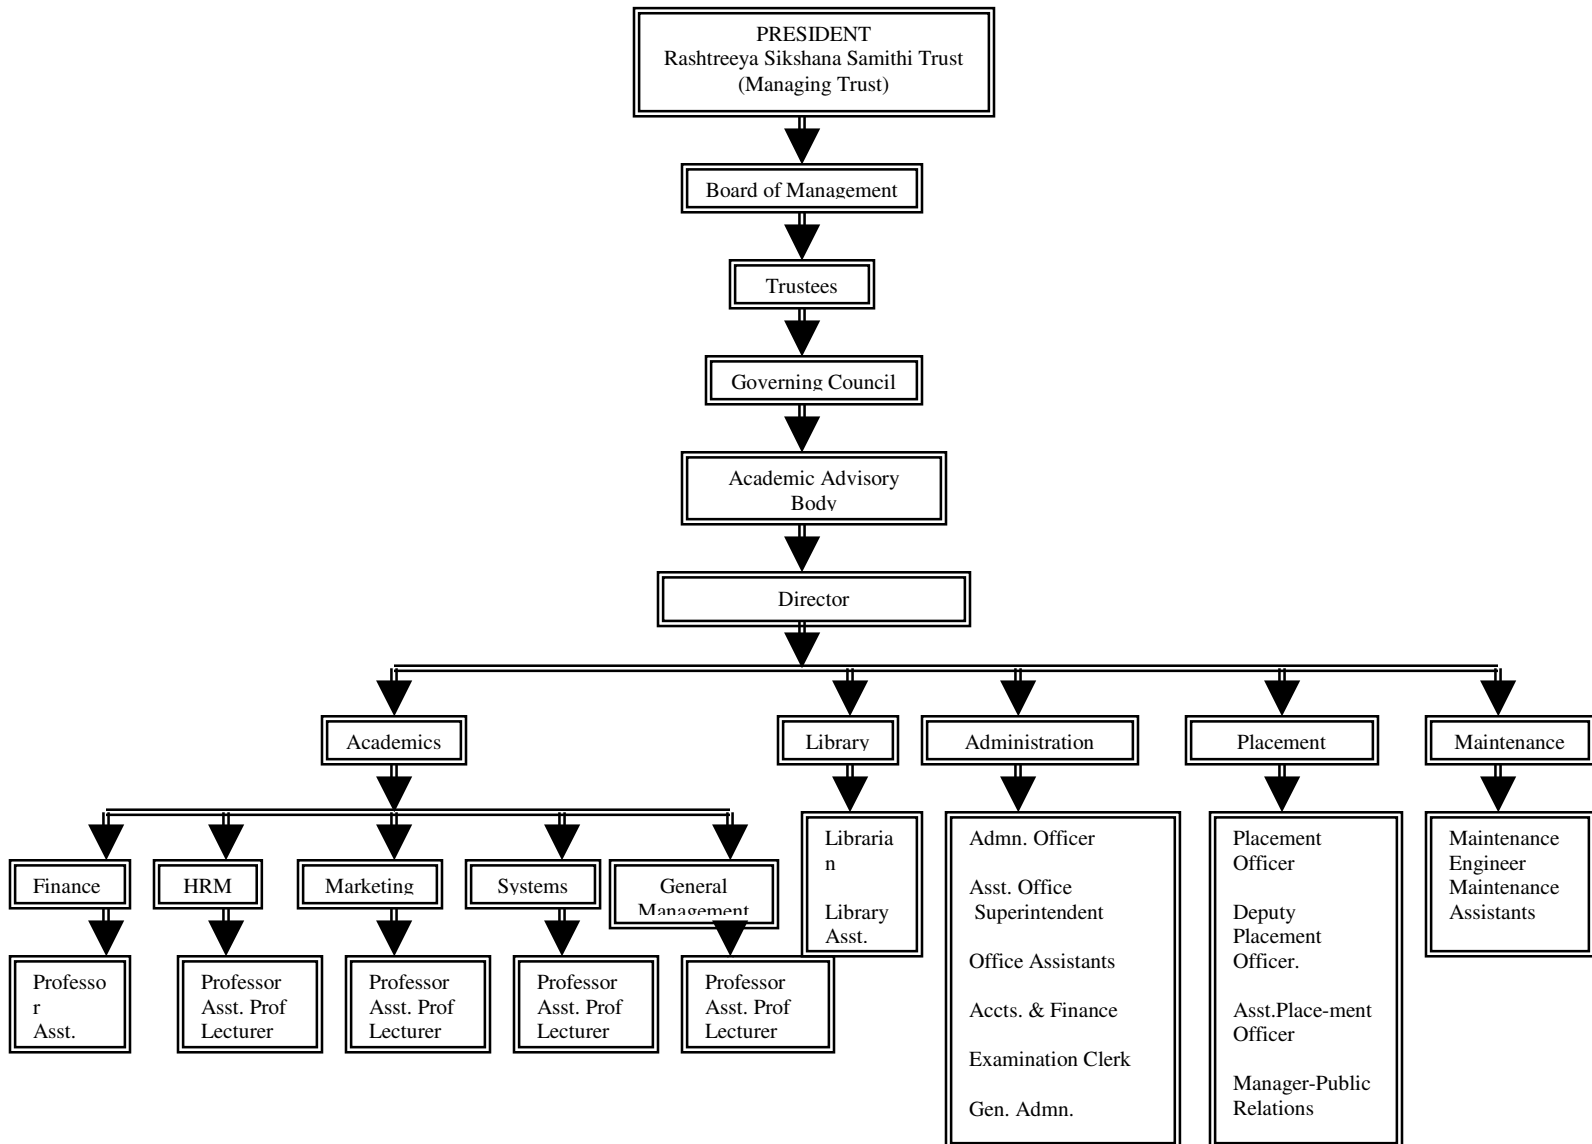 PRESIDENT
Rashtreeya Sikshana Samithi Trust
(Managing Trust)
Board of Management
Trustees
Governing Council
Academic Advisory
Body
Director
Academics
Library
Administration
Placement
Maintenance
Finance
HRM
Marketing
Systems
General
Management
Professo
r
Asst.
Professor
Asst. Prof
Lecturer
Professor
Asst. Prof
Lecturer
Professor
Asst. Prof
Lecturer
Professor
Asst. Prof
Lecturer
Libraria
n
Library
Asst.
Admn. Officer
Asst. Office
Superintendent
Office Assistants
Accts. & Finance
Examination Clerk
Gen. Admn.
Placement
Officer
Deputy
Placement
Officer.
Asst.Place-ment
Officer
Manager-Public
Relations
Maintenance
Engineer
Maintenance
Assistants